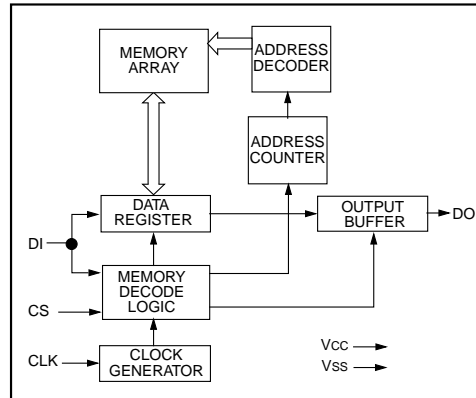 MEMORY
ARRAY
ADDRESS
DECODER
ADDRESS
COUNTER
DATA
REGISTER
OUTPUT
BUFFER
DO
DI
MEMORY
DECODE
LOGIC
CS
CLK
CLOCK
GENERATOR
VCC
VSS